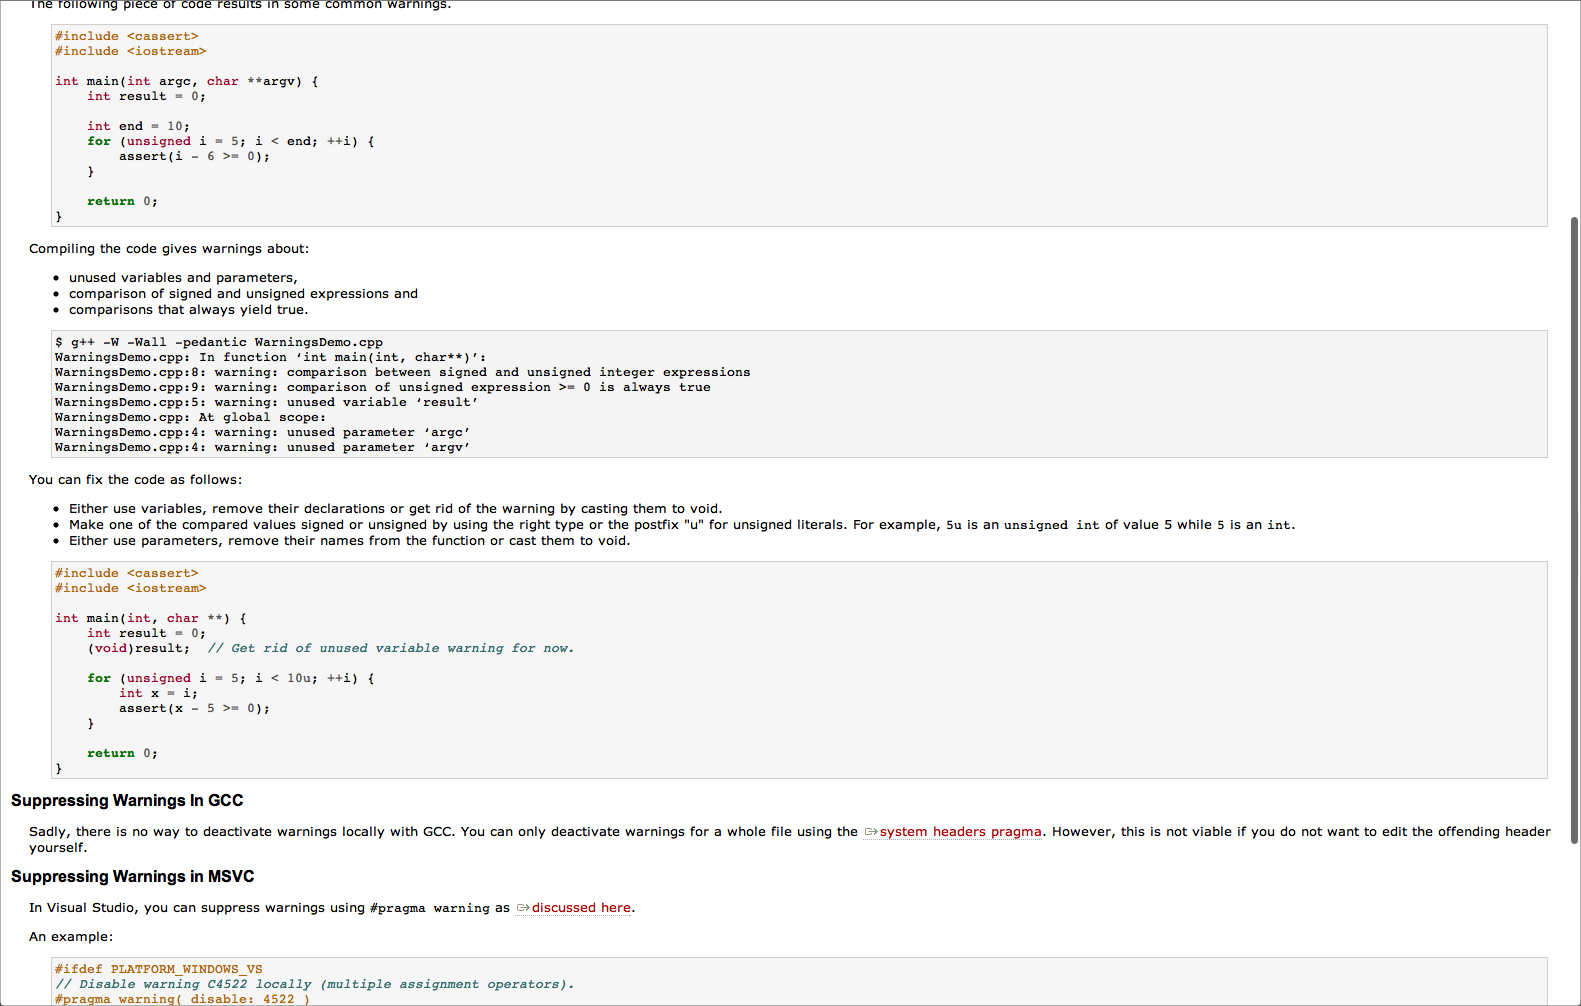 The following piece of code results in some common warnings.
#include <cassert>
#include <iostream>
int main(int argc, char **argv) {
    int result = 0;
    int end = 10;
    for (unsigned i = 5; i < end; ++i) {
        assert(i - 6 >= 0);
    }
    return 0;
}
Compiling the code gives warnings about:
• unused variables and parameters,
• comparison of signed and unsigned expressions and
• comparisons that always yield true.
$ g++ -W -Wall -pedantic WarningsDemo.cpp
WarningsDemo.cpp: In function ‘int main(int, char**)’:
WarningsDemo.cpp:8: warning: comparison between signed and unsigned integer expressions
WarningsDemo.cpp:9: warning: comparison of unsigned expression >= 0 is always true
WarningsDemo.cpp:5: warning: unused variable ‘result’
WarningsDemo.cpp: At global scope:
WarningsDemo.cpp:4: warning: unused parameter ‘argc’
WarningsDemo.cpp:4: warning: unused parameter ‘argv’
You can fix the code as follows:
• Either use variables, remove their declarations or get rid of the warning by casting them to void.
• Make one of the compared values signed or unsigned by using the right type or the postfix "u" for unsigned literals. For example, 5u is an unsigned int of value 5 while 5 is an int.
• Either use parameters, remove their names from the function or cast them to void.
#include <cassert>
#include <iostream>
int main(int, char **) {
    int result = 0;
    (void)result;  // Get rid of unused variable warning for now.
    for (unsigned i = 5; i < 10u; ++i) {
        int x = i;
        assert(x - 5 >= 0);
    }
    return 0;
}
Suppressing Warnings In GCC
Sadly, there is no way to deactivate warnings locally with GCC. You can only deactivate warnings for a whole file using the system headers pragma. However, this is not viable if you do not want to edit the offending header
yourself.
Suppressing Warnings in MSVC
In Visual Studio, you can suppress warnings using #pragma warning as discussed here.
An example:
#ifdef PLATFORM_WINDOWS_VS
// Disable warning C4522 locally (multiple assignment operators).
#pragma warning( disable: 4522 )